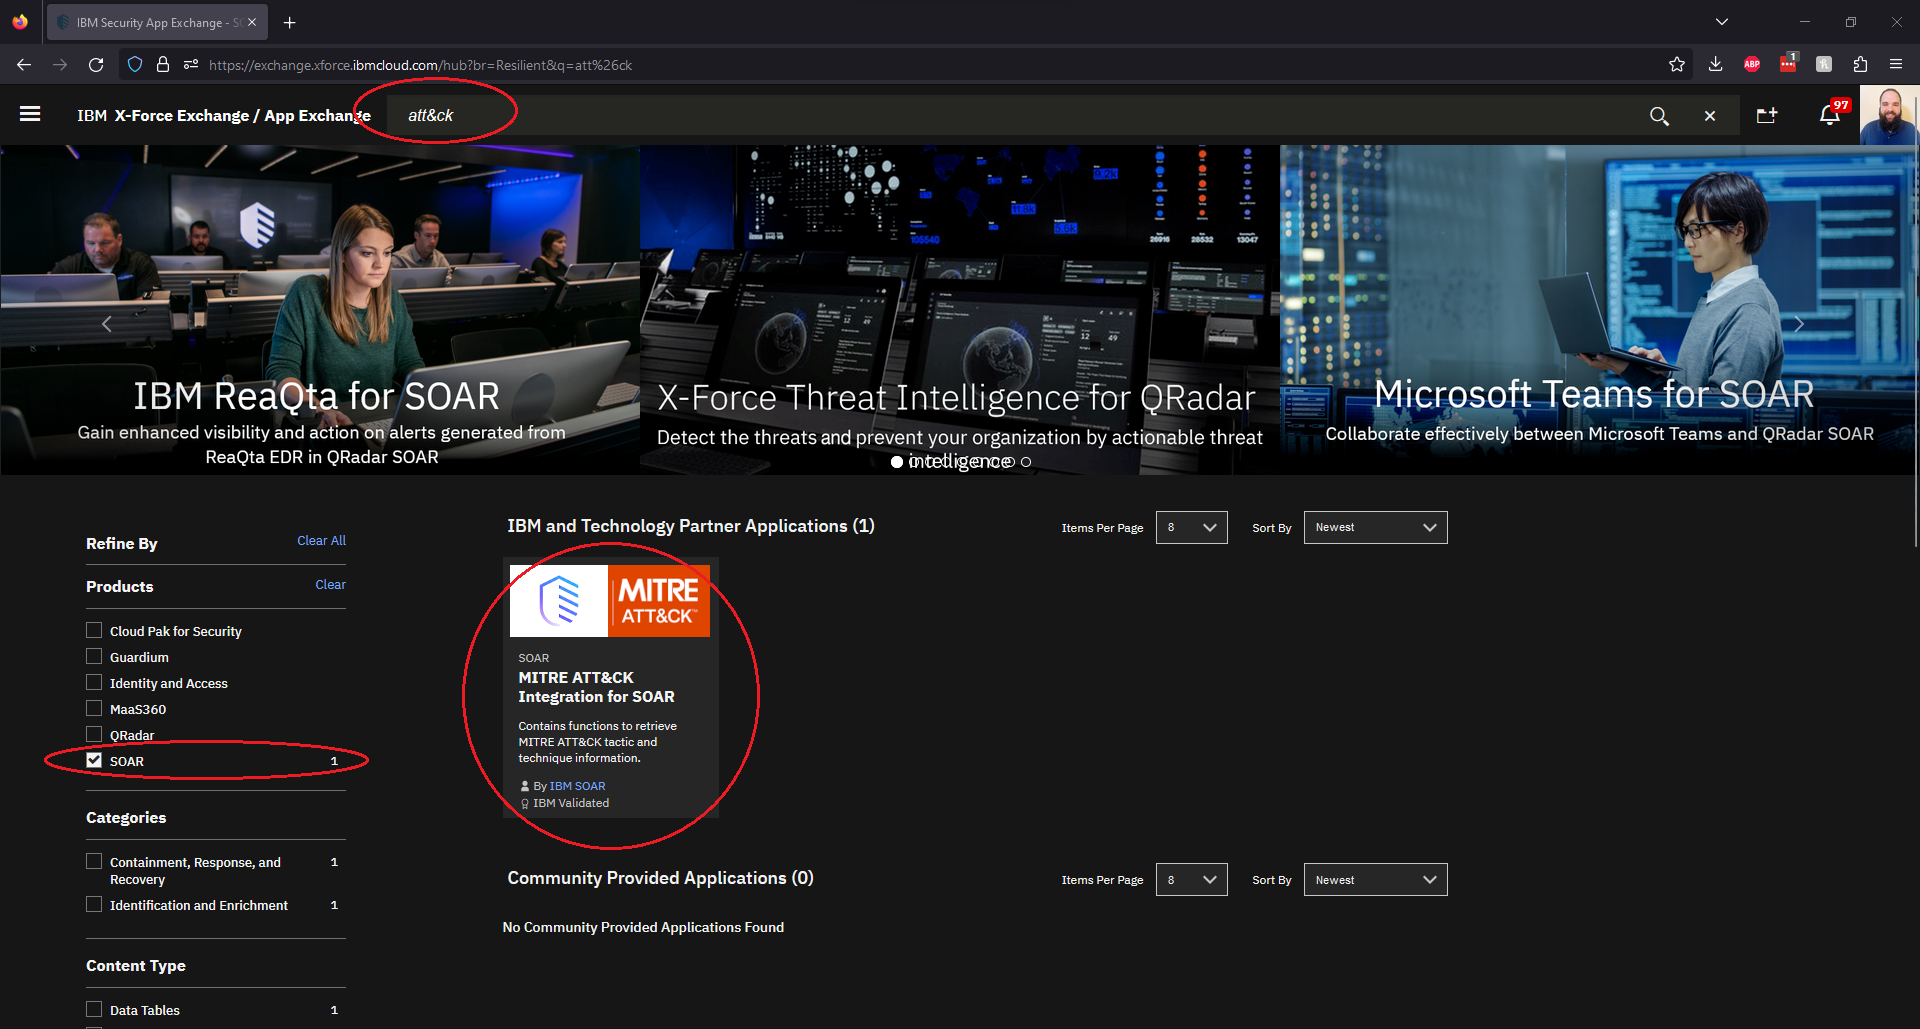 IBM Security App Exchange - SO
https://exchange.xforce.ibmcloud.com/hub?br=Resilient&q=att%26ck
ABP
1
IBM X-Force Exchange / App Exchange
att&ck
97
IBM ReaQta for SOAR
Gain enhanced visibility and action on alerts generated from
ReaQta EDR in QRadar SOAR
X-Force Threat Intelligence for QRadar
Detect the threats and prevent your organization by actionable threat
intelligence
Microsoft Teams for SOAR
Collaborate effectively between Microsoft Teams and QRadar SOAR
Refine By
Clear All
Products
Clear
Cloud Pak for Security
Guardium
Identity and Access
MaaS360
QRadar
SOAR 1
Categories
Containment, Response, and 1
Recovery
Identification and Enrichment 1
Content Type
Data Tables 1
IBM and Technology Partner Applications (1)
Items Per Page 8
Sort By Newest
MITRE
ATT&CK™
SOAR
MITRE ATT&CK
Integration for SOAR
Contains functions to retrieve
MITRE ATT&CK tactic and
technique information.
By IBM SOAR
IBM Validated
Community Provided Applications (0)
Items Per Page 8
Sort By Newest
No Community Provided Applications Found